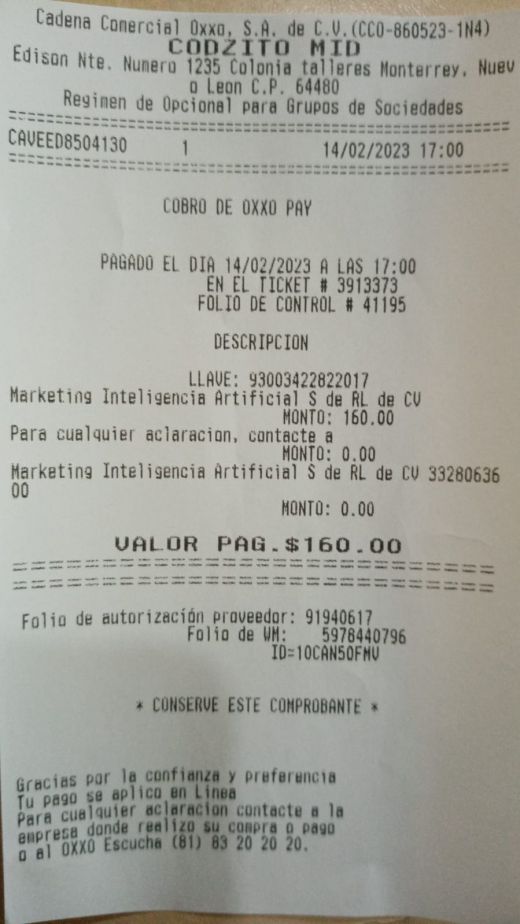 Cadena Comercial Oxxo, S.A. de C.V.(CCO-860523-1N4)
CODZITO MID
Edison Nte. Numero 1235 Colonia talleres Monterrey, Nuev
o Leon C.P. 64480
Regimen de Opcional para Grupos de Sociedades
CAVEED8504130 1 14/02/2023 17:00
COBRO DE OXXO PAY
PAGADO EL DIA 14/02/2023 A LAS 17:00
EN EL TICKET # 3913373
FOLIO DE CONTROL # 41195
DESCRIPCION
LLAVE: 93003422822017
Marketing Inteligencia Artificial S de RL de CV
MONTO: 160.00
Para cualquier aclaracion, contacte a
MONTO: 0.00
Marketing Inteligencia Artificial S de RL de CV 33280636
00
MONTO: 0.00
VALOR PAG.$160.00
Folio de autorización proveedor: 91940617
Folio de WM: 5978440796
ID=10CAN50FMV
* CONSERVE ESTE COMPROBANTE *
Gracias por la confianza y preferencia
Tu pago se aplico en Linea
Para cualquier aclaracion contacte a la
empresa donde realizo su compra o pago
o al OXXO Escucha (81) 83 20 20 20.